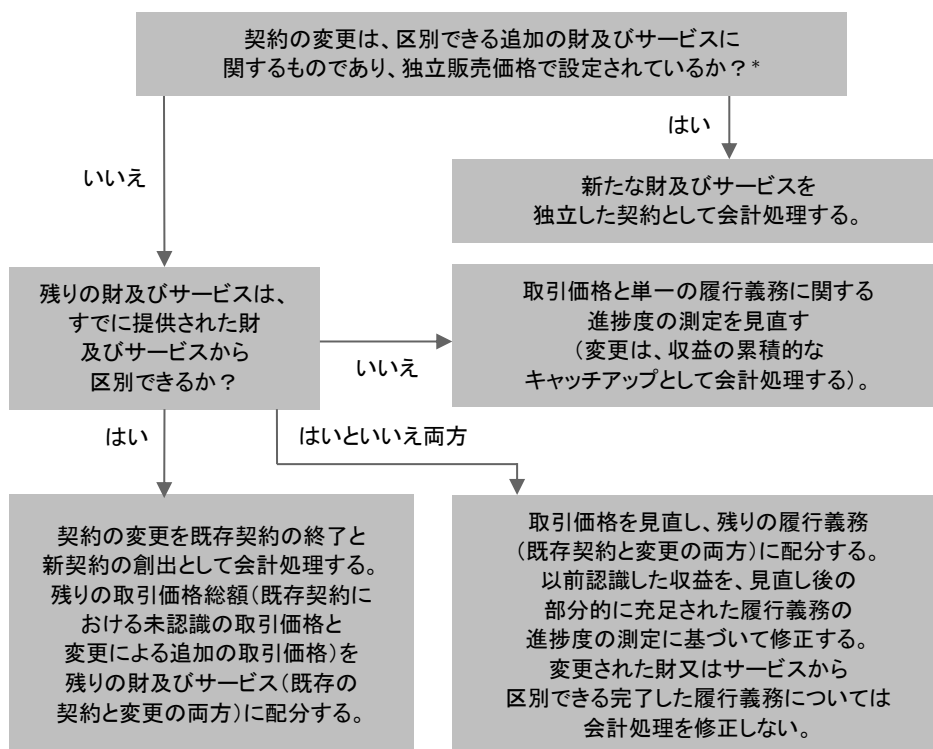 契約の変更は、区別できる追加の財及びサービスに
関するものであり、独立販売価格で設定されているか？*
はい
いいえ
新たな財及びサービスを
独立した契約として会計処理する。
残りの財及びサービスは、
すでに提供された財
及びサービスから
区別できるか？
いいえ
取引価格と単一の履行義務に関する
進捗度の測定を見直す
（変更は、収益の累積的な
キャッチアップとして会計処理する）。
はい
はいといいえ両方
契約の変更を既存契約の終了と
新契約の創出として会計処理する。
残りの取引価格総額（既存契約に
おける未認識の取引価格と
変更による追加の取引価格）を
残りの財及びサービス（既存の
契約と変更の両方）に配分する。
取引価格を見直し、残りの履行義務
（既存契約と変更の両方）に配分する。
以前認識した収益を、見直し後の
部分的に充足された履行義務の
進捗度の測定に基づいて修正する。
変更された財又はサービスから
区別できる完了した履行義務については
会計処理を修正しない。